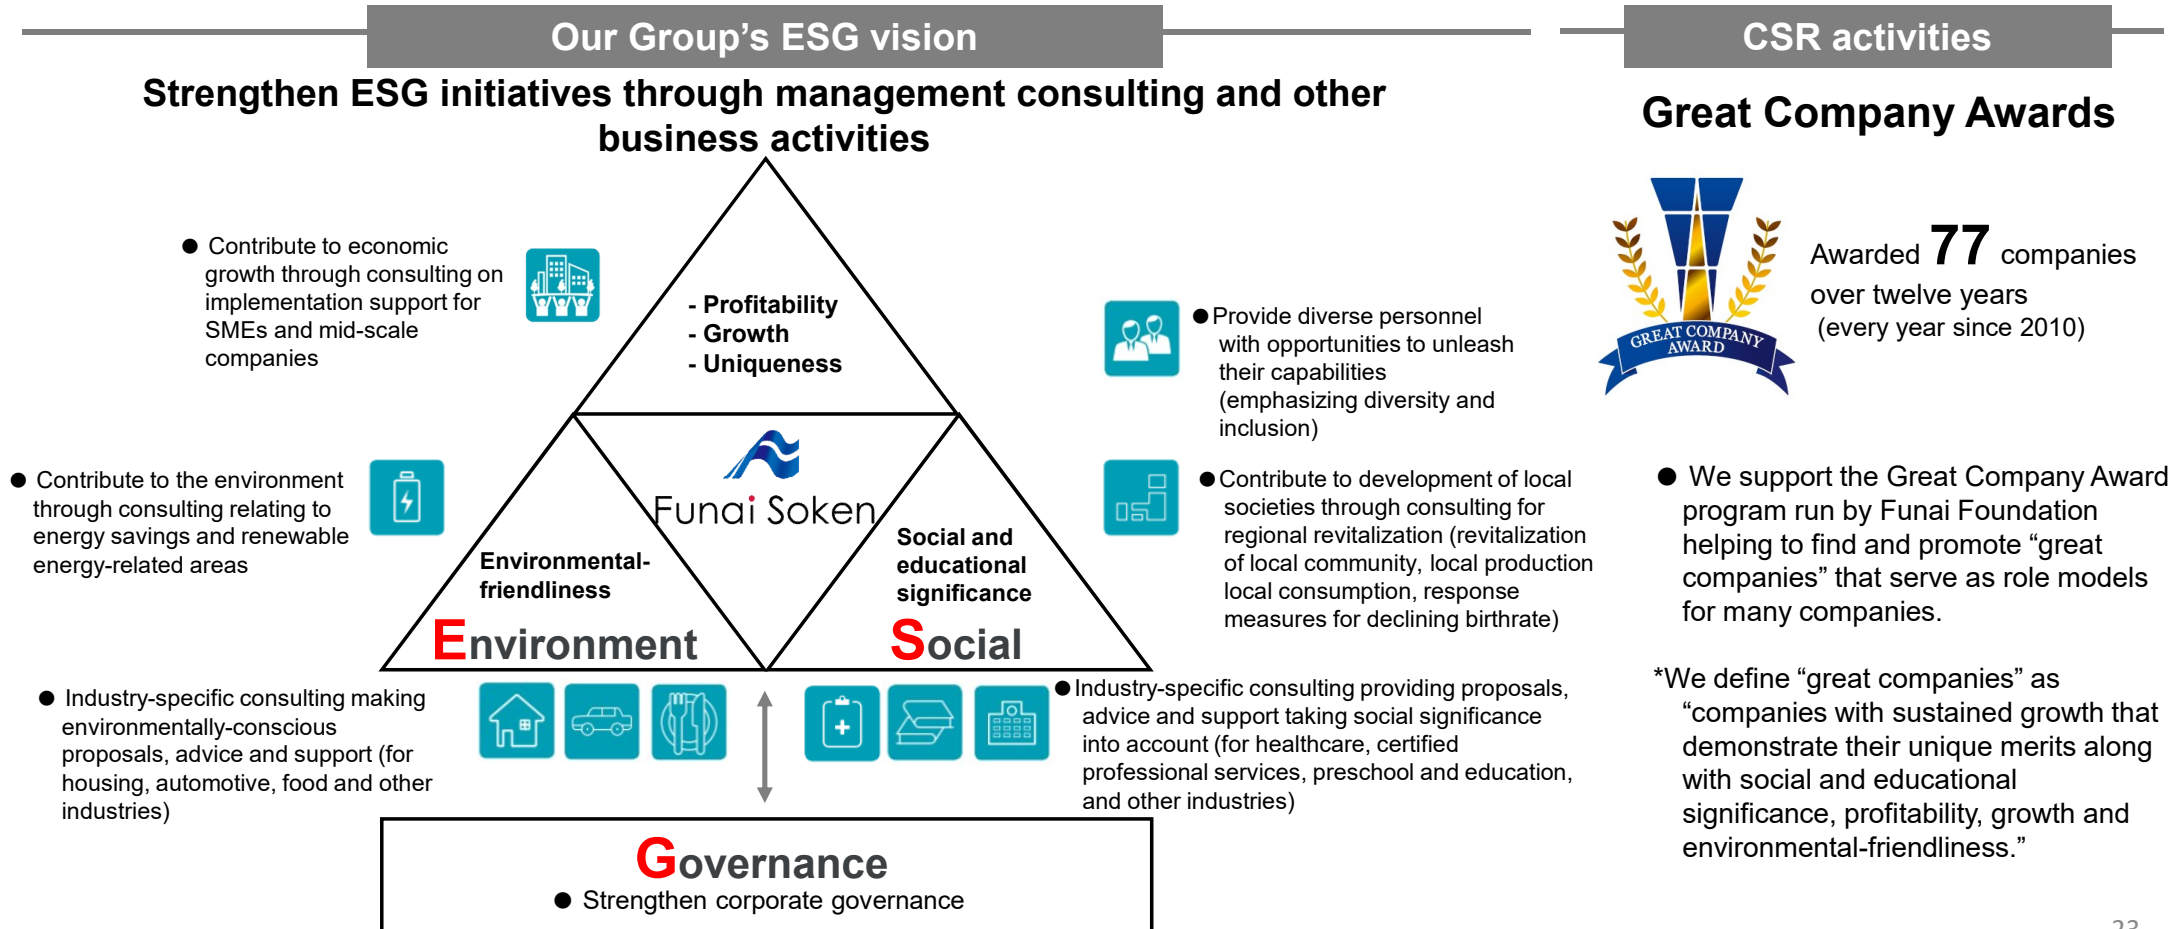 Our Group’s ESG vision
Strengthen ESG initiatives through management consulting and other
business activities
● Contribute to economic
growth through consulting on
implementation support for
SMEs and mid-scale
companies
- Profitability
- Growth
- Uniqueness
● Provide diverse personnel
with opportunities to unleash
their capabilities
(emphasizing diversity and
inclusion)
● Contribute to the environment
through consulting relating to
energy savings and renewable
energy-related areas
Funai Soken
● Contribute to development of local
societies through consulting for
regional revitalization (revitalization
of local community, local production
local consumption, response
measures for declining birthrate)
Environmental-
friendliness
Environment
Social and
educational
significance
Social
● Industry-specific consulting making
environmentally-conscious
proposals, advice and support (for
housing, automotive, food and other
industries)
● Industry-specific consulting providing proposals,
advice and support taking social significance
into account (for healthcare, certified
professional services, preschool and education,
and other industries)
Governance
● Strengthen corporate governance
CSR activities
Great Company Awards
GREAT COMPANY
AWARD
Awarded 77 companies
over twelve years
(every year since 2010)
● We support the Great Company Award
program run by Funai Foundation
helping to find and promote “great
companies” that serve as role models
for many companies.
*We define “great companies” as
“companies with sustained growth that
demonstrate their unique merits along
with social and educational
significance, profitability, growth and
environmental-friendliness.”
23